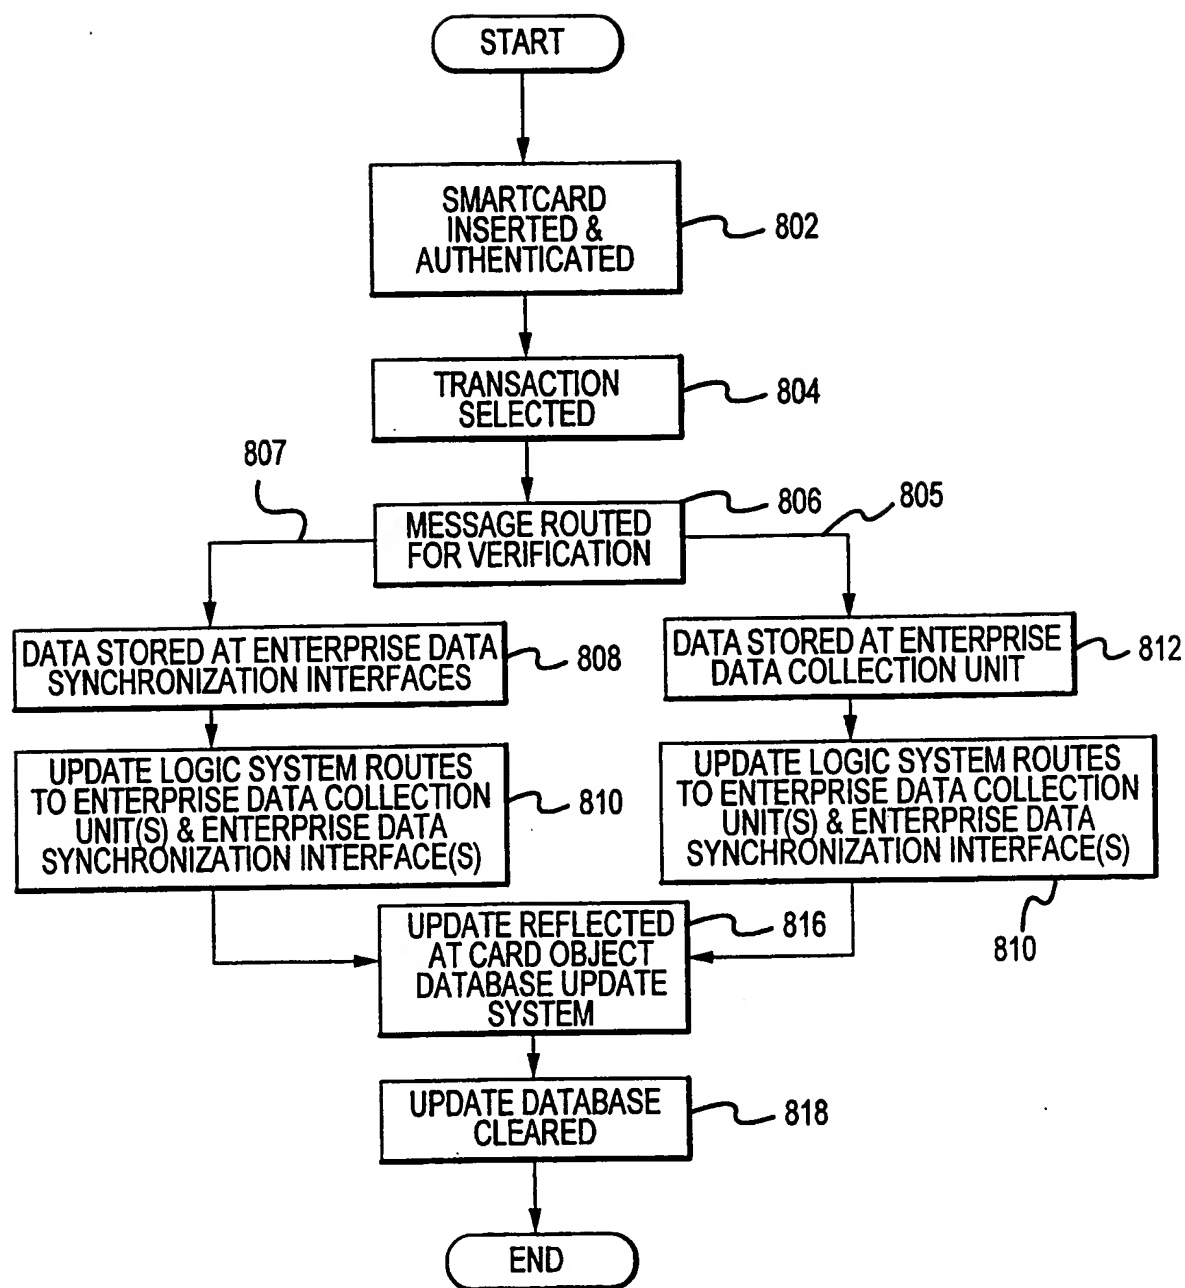 START
SMARTCARD
INSERTED &
AUTHENTICATED
802
TRANSACTION
SELECTED
804
807
MESSAGE ROUTED
FOR VERIFICATION
806
805
DATA STORED AT ENTERPRISE DATA
SYNCHRONIZATION INTERFACES
808
DATA STORED AT ENTERPRISE
DATA COLLECTION UNIT
812
UPDATE LOGIC SYSTEM ROUTES
TO ENTERPRISE DATA COLLECTION
UNIT(S) & ENTERPRISE DATA
SYNCHRONIZATION INTERFACE(S)
810
UPDATE LOGIC SYSTEM ROUTES
TO ENTERPRISE DATA COLLECTION
UNIT(S) & ENTERPRISE DATA
SYNCHRONIZATION INTERFACE(S)
810
UPDATE REFLECTED
AT CARD OBJECT
DATABASE UPDATE
SYSTEM
816
UPDATE DATABASE
CLEARED
818
END